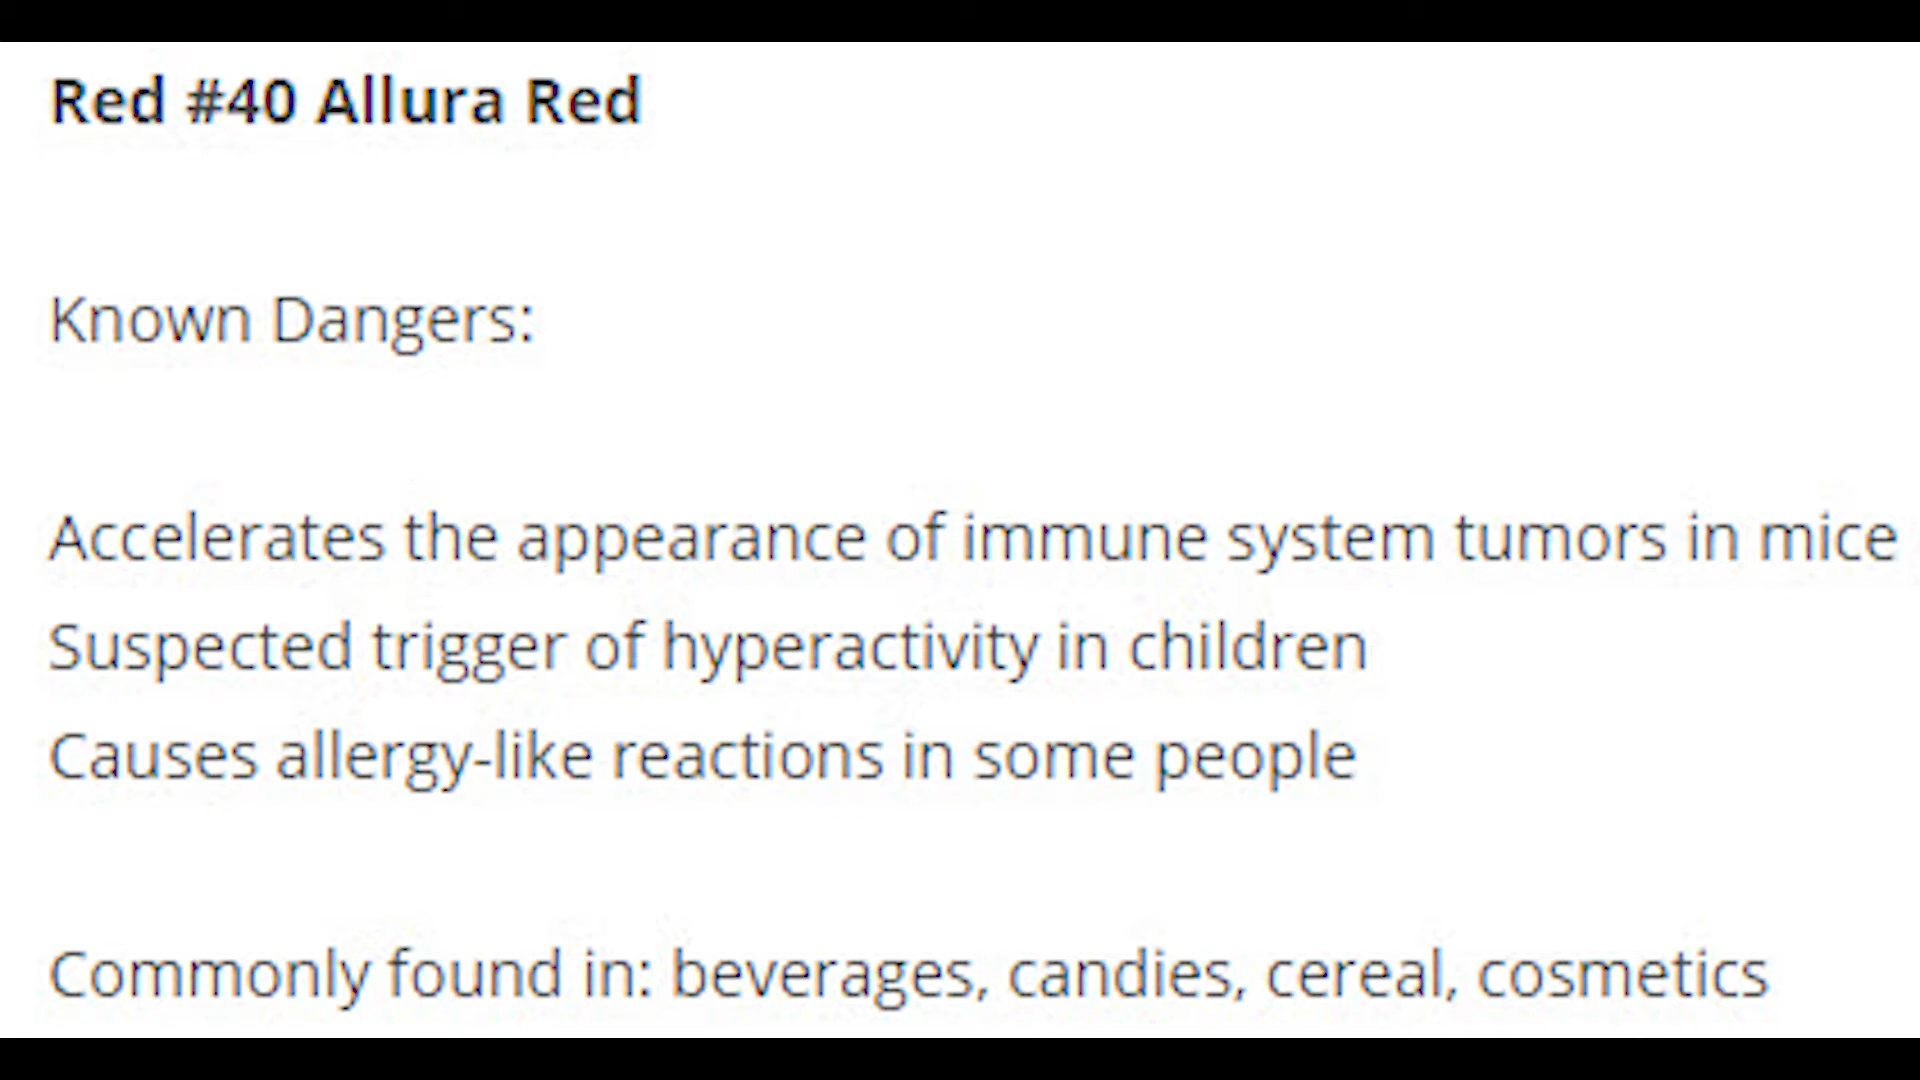 Red #40 Allura Red
Known Dangers:
Accelerates the appearance of immune system tumors in mice
Suspected trigger of hyperactivity in children
Causes allergy-like reactions in some people
Commonly found in: beverages, candies, cereal, cosmetics